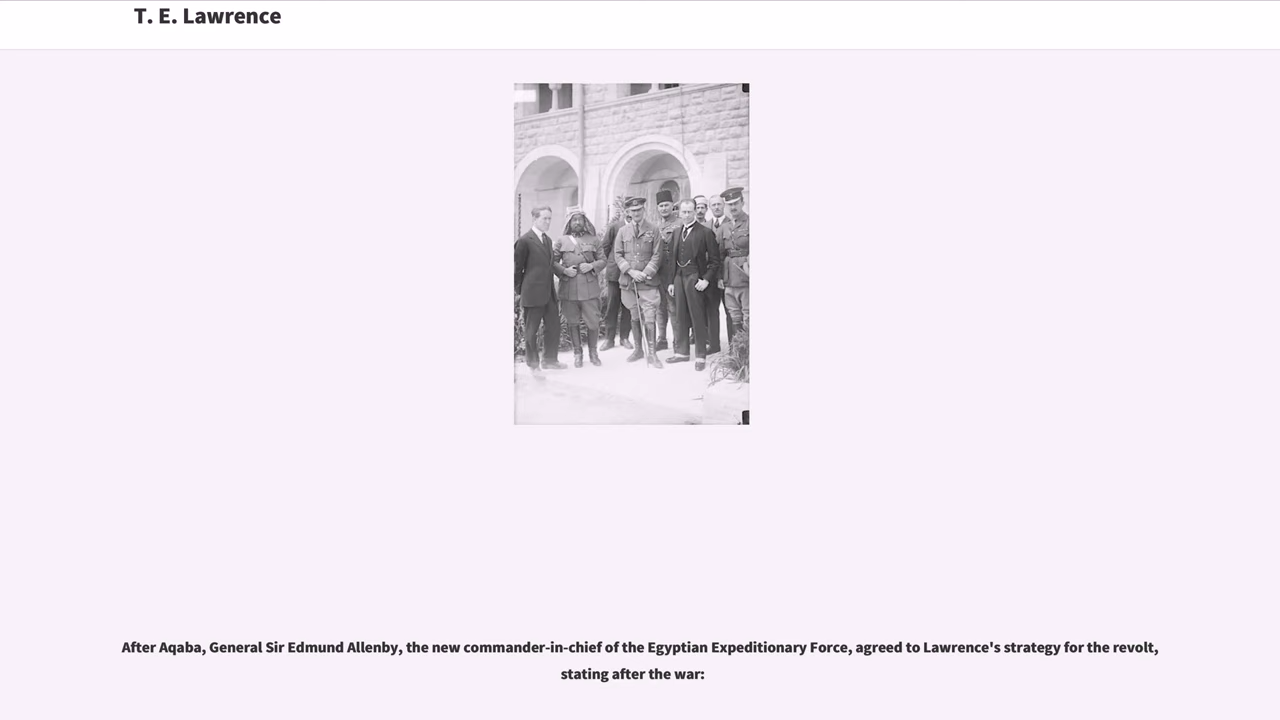 T. E. Lawrence
After Aqaba, General Sir Edmund Allenby, the new commander-in-chief of the Egyptian Expeditionary Force, agreed to Lawrence's strategy for the revolt,
stating after the war: